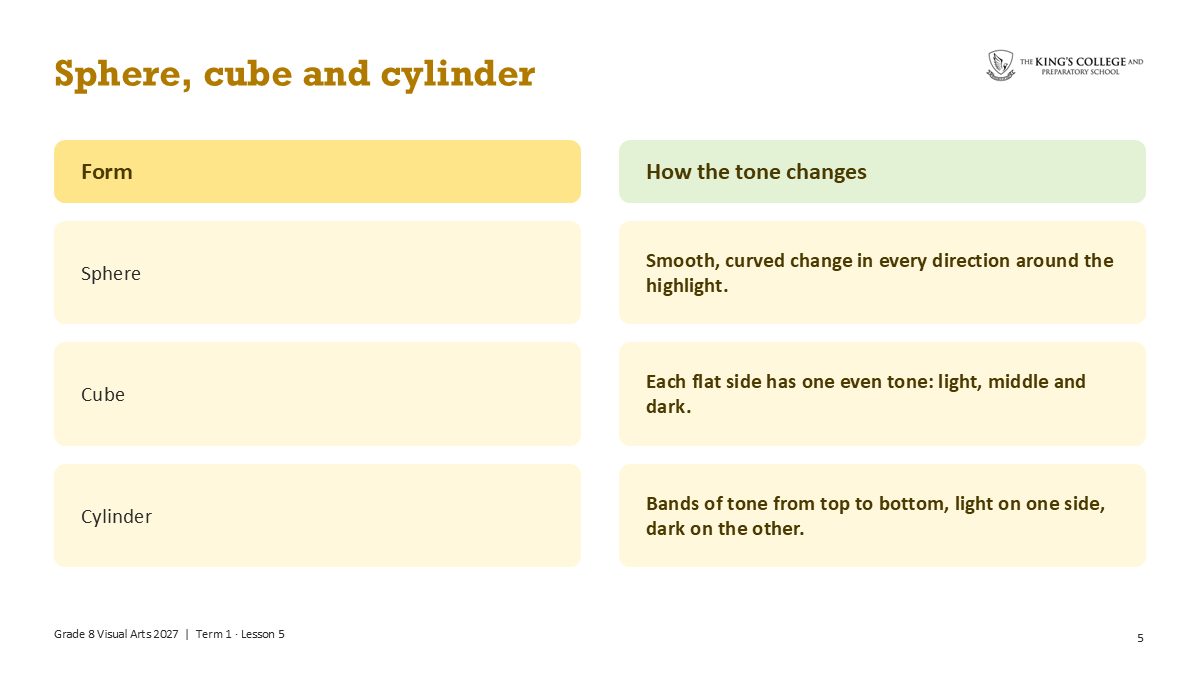 Sphere, cube and cylinder
THE KING'S COLLEGE AND
PREPARATORY SCHOOL
Form
How the tone changes
Sphere
Smooth, curved change in every direction around the
highlight.
Cube
Each flat side has one even tone: light, middle and
dark.
Cylinder
Bands of tone from top to bottom, light on one side,
dark on the other.
Grade 8 Visual Arts 2027 | Term 1 · Lesson 5
5